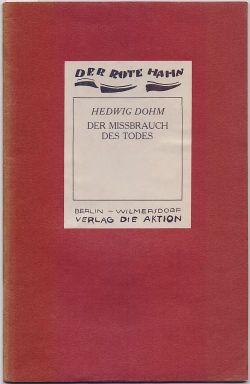 DER ROTE HAHN
HEDWIG DOHM
DER MISSBRAUCH
DES TODES
BERLIN – WILMERSDORF
VERLAG DIE AKTION